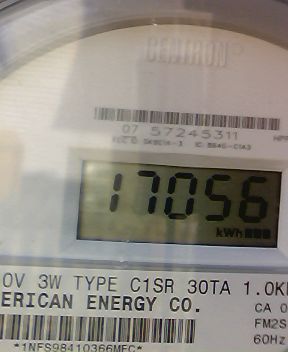 CENTRON
07 57245311
17056
kWh
0V 3W TYPE C1SR 30TA 1.0K
ERICAN ENERGY CO.
CA 0
FM2S
60Hz
*1NFS98410366MFC*